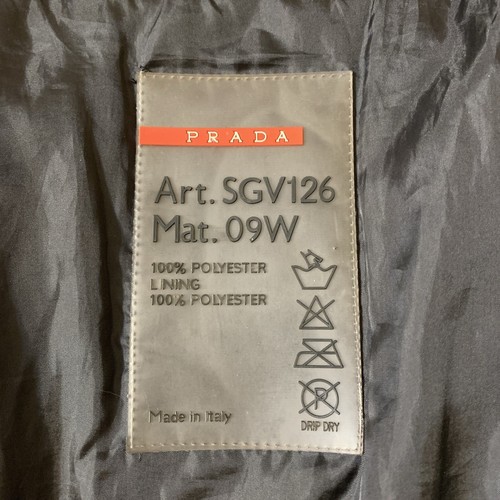 PRADA
Art. SGV126
Mat. 09W
100% POLYESTER
LINING
100% POLYESTER
P
DRIP DRY
Made in Italy